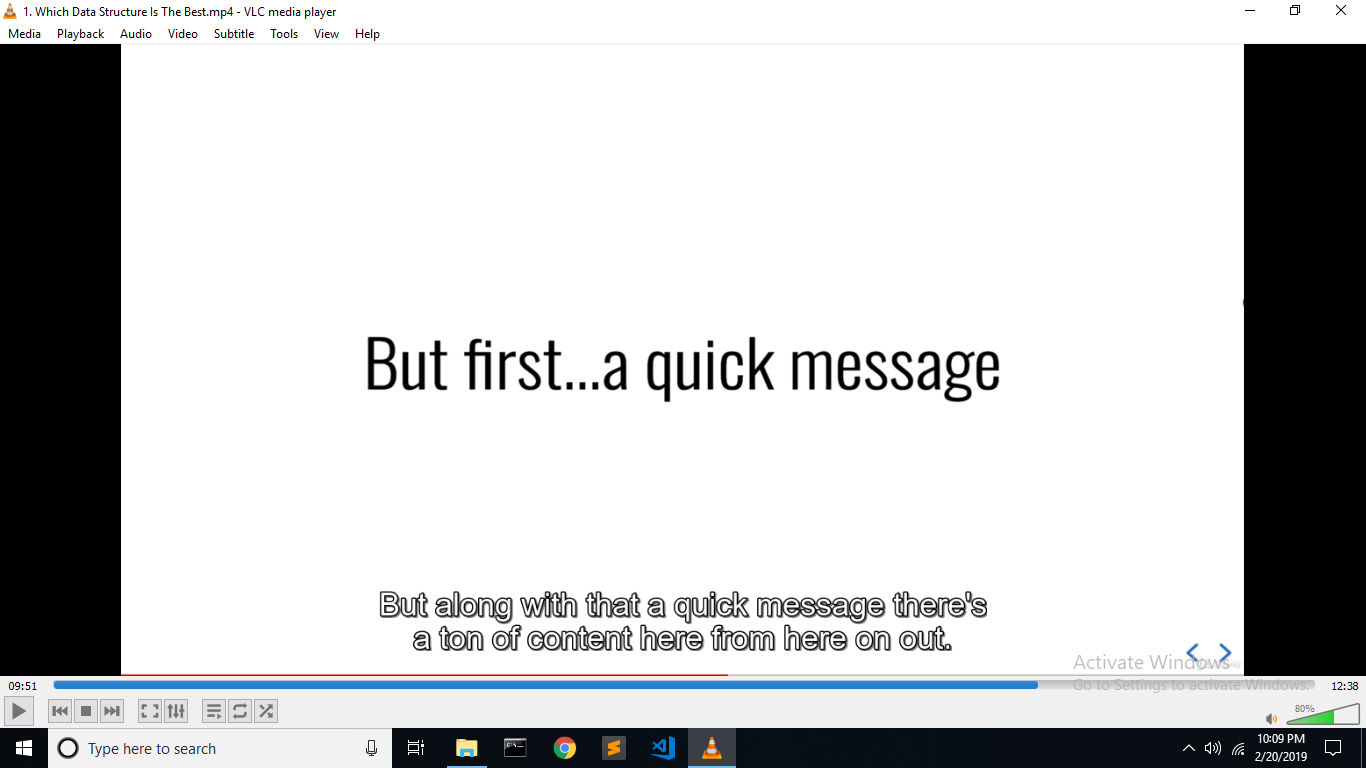 1. Which Data Structure Is The Best.mp4 - VLC media player
Media Playback Audio Video Subtitle Tools View Help
But first...a quick message
But along with that a quick message there's
a ton of content here from here on out.
Activate Windows
Go to Settings to activate Windows.
09:51
12:38
80%
Type here to search
10:09 PM
2/20/2019